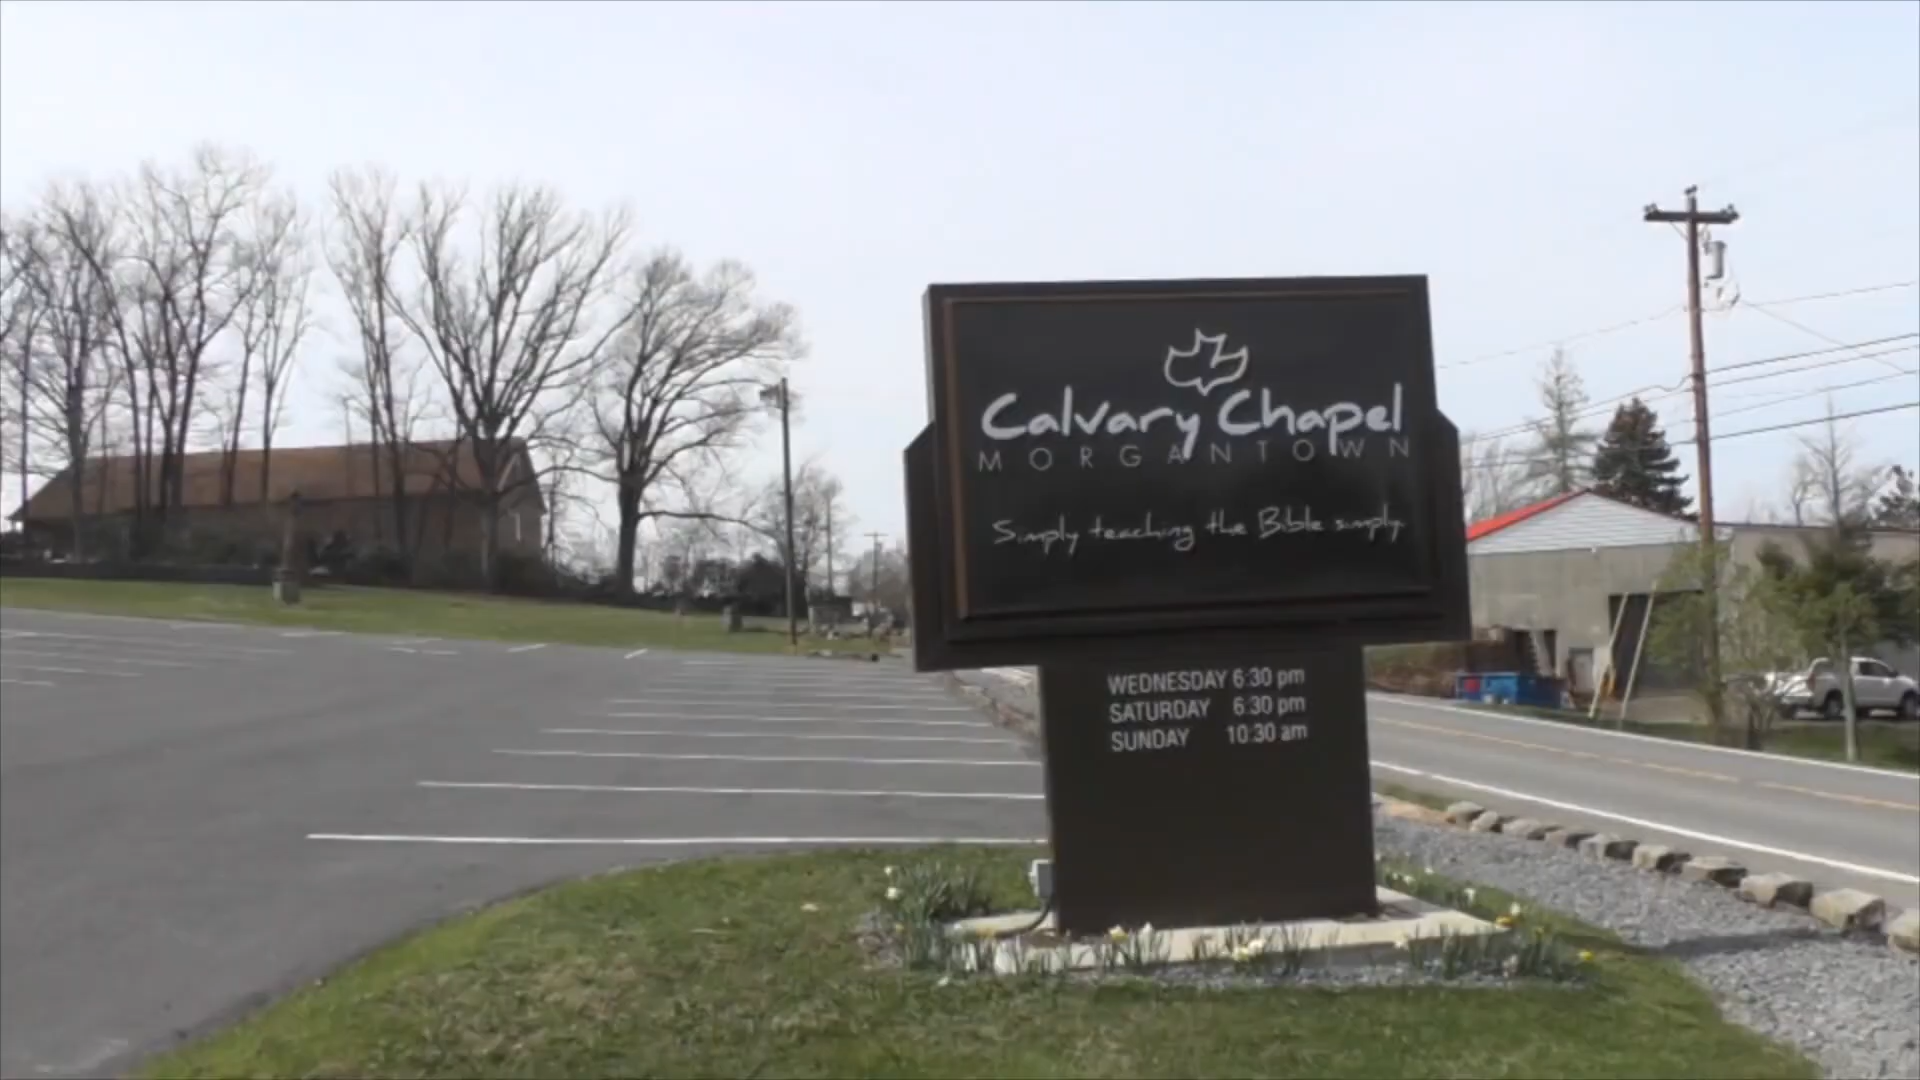 Calvary Chapel
MORGANTOWN
Simply teaching the Bible simply.
WEDNESDAY 6:30 pm
SATURDAY 6:30 pm
SUNDAY 10:30 am